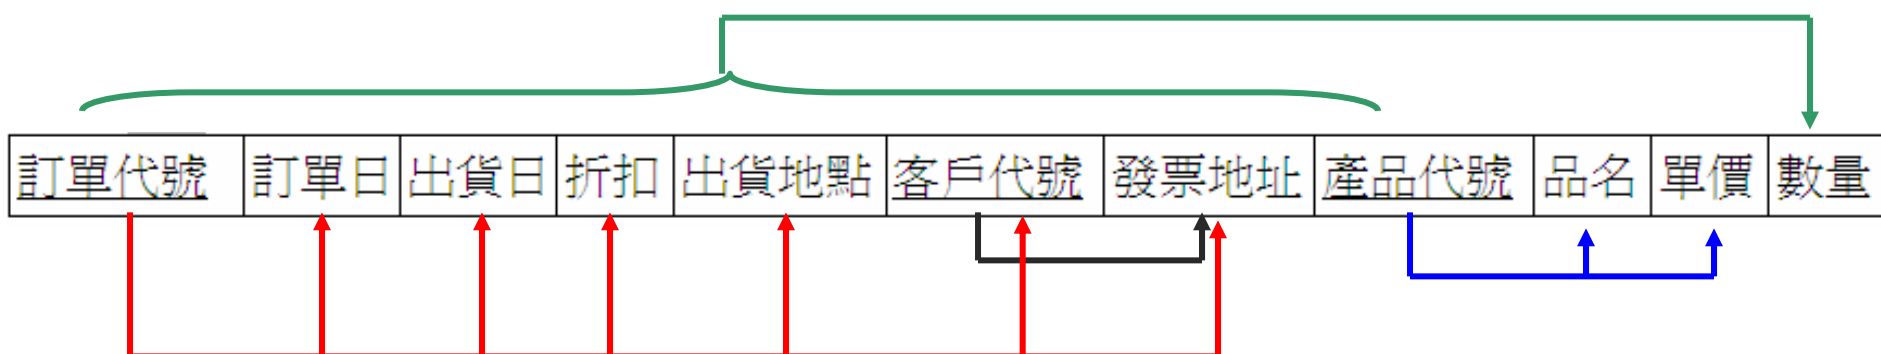 訂單代號 訂單日 出貨日 折扣 出貨地點 客戶代號 發票地址 產品代號 品名 單價 數量